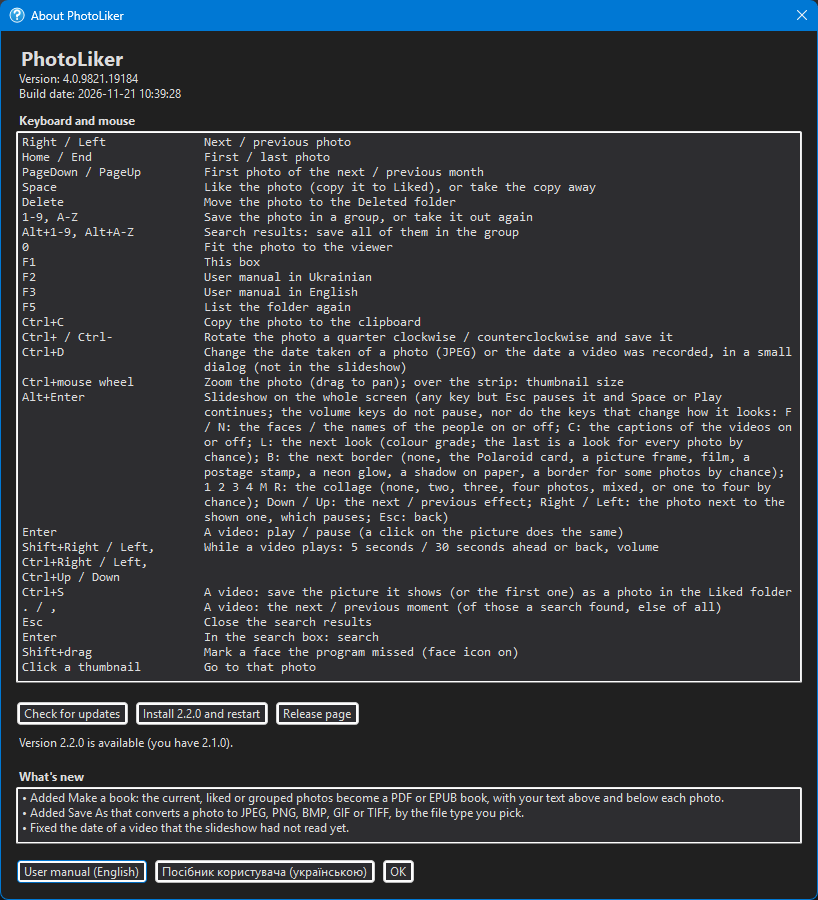 About PhotoLiker
PhotoLiker
Version: 4.0.9821.19184
Build date: 2026-11-21 10:39:28
Keyboard and mouse
Right / Left Next / previous photo
Home / End First / last photo
PageDown / PageUp First photo of the next / previous month
Space Like the photo (copy it to Liked), or take the copy away
Delete Move the photo to the Deleted folder
1-9, A-Z Save the photo in a group, or take it out again
Alt+1-9, Alt+A-Z Search results: save all of them in the group
0 Fit the photo to the viewer
F1 This box
F2 User manual in Ukrainian
F3 User manual in English
F5 List the folder again
Ctrl+C Copy the photo to the clipboard
Ctrl+ / Ctrl- Rotate the photo a quarter clockwise / counterclockwise and save it
Ctrl+D Change the date taken of a photo (JPEG) or the date a video was recorded, in a small
dialog (not in the slideshow)
Ctrl+mouse wheel Zoom the photo (drag to pan); over the strip: thumbnail size
Alt+Enter Slideshow on the whole screen (any key but Esc pauses it and Space or Play
continues; the volume keys do not pause, nor do the keys that change how it looks: F
/ N: the faces / the names of the people on or off; C: the captions of the videos on
or off; L: the next look (colour grade; the last is a look for every photo by
chance); B: the next border (none, the Polaroid card, a picture frame, film, a
postage stamp, a neon glow, a shadow on paper, a border for some photos by chance);
1 2 3 4 M R: the collage (none, two, three, four photos, mixed, or one to four by
chance); Down / Up: the next / previous effect; Right / Left: the photo next to the
shown one, which pauses; Esc: back)
Enter A video: play / pause (a click on the picture does the same)
Shift+Right / Left, While a video plays: 5 seconds / 30 seconds ahead or back, volume
Ctrl+Right / Left,
Ctrl+Up / Down
Ctrl+S A video: save the picture it shows (or the first one) as a photo in the Liked folder
. / , A video: the next / previous moment (of those a search found, else of all)
Esc Close the search results
Enter In the search box: search
Shift+drag Mark a face the program missed (face icon on)
Click a thumbnail Go to that photo
Check for updates Install 2.2.0 and restart Release page
Version 2.2.0 is available (you have 2.1.0).
What's new
• Added Make a book: the current, liked or grouped photos become a PDF or EPUB book, with your text above and below each photo.
• Added Save As that converts a photo to JPEG, PNG, BMP, GIF or TIFF, by the file type you pick.
• Fixed the date of a video that the slideshow had not read yet.
User manual (English) Посібник користувача (українською) OK